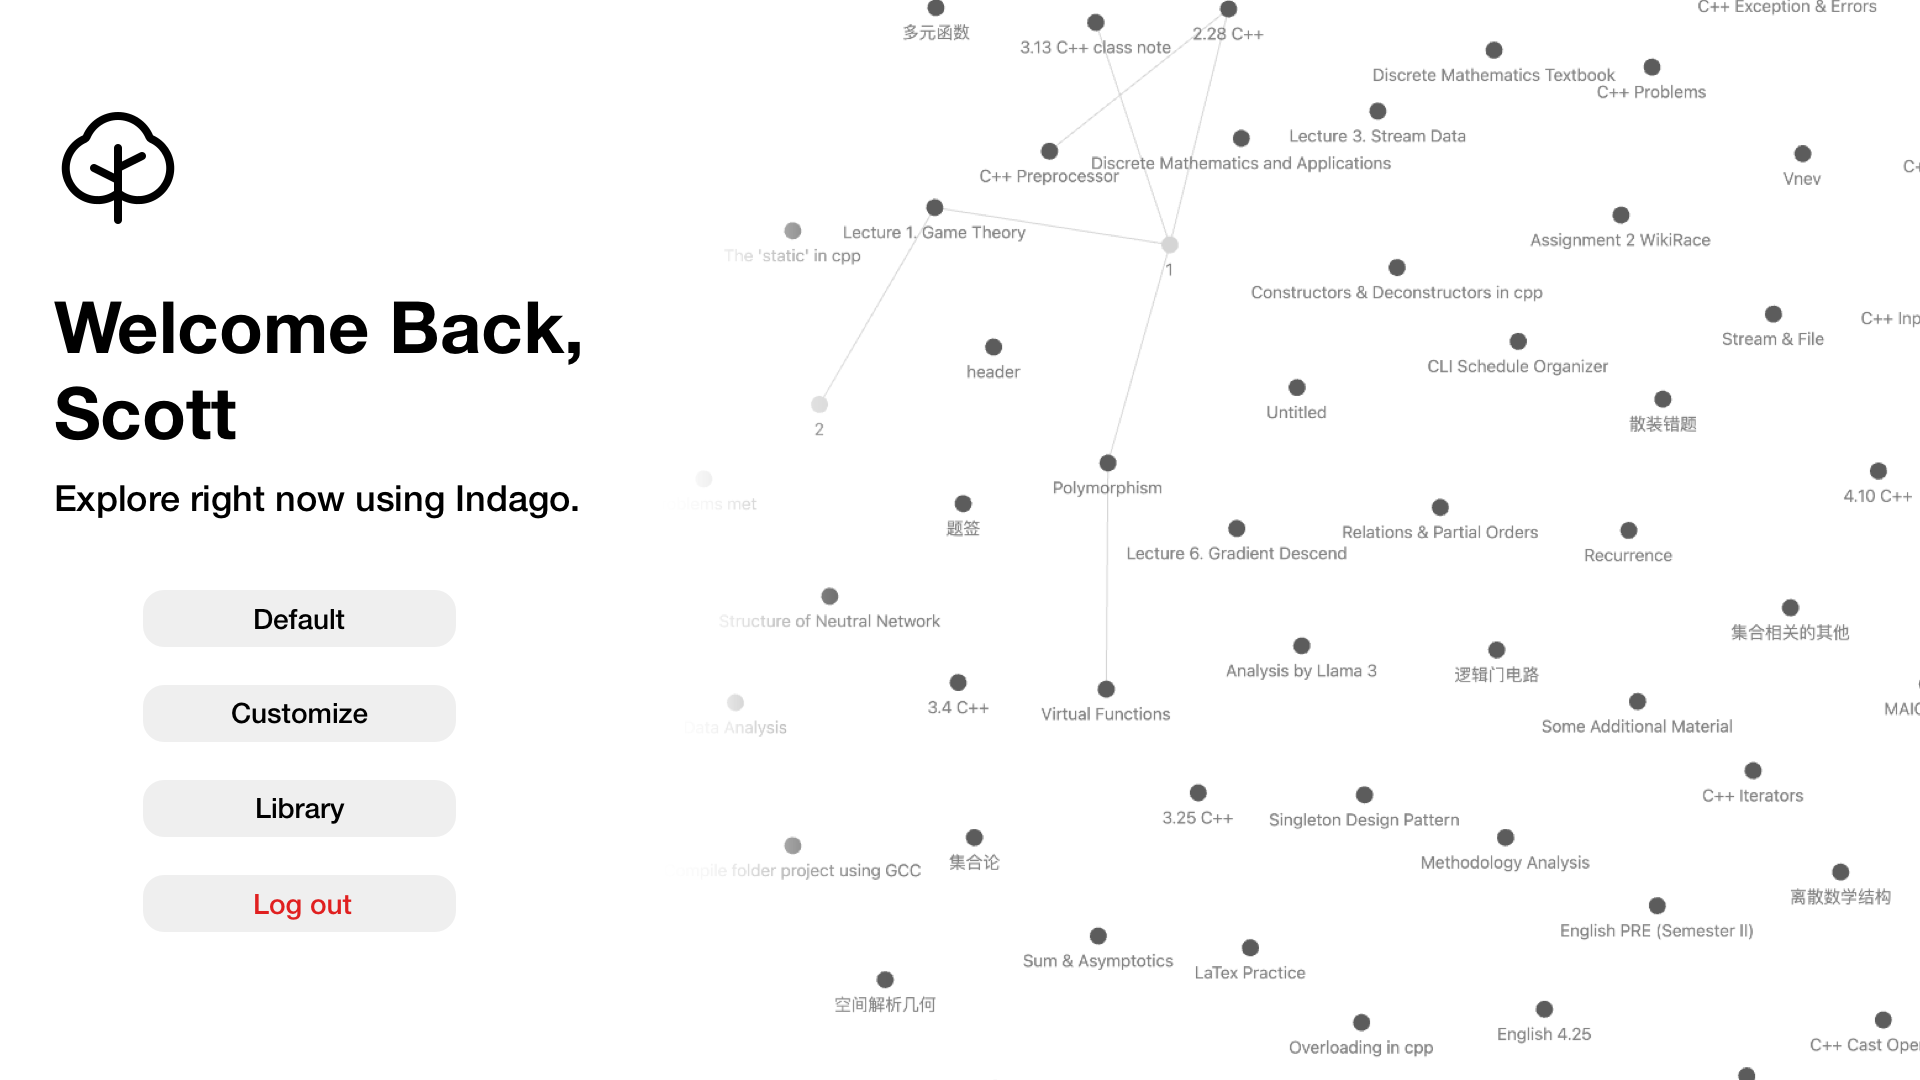 Welcome Back,
Scott
Explore right now using Indago.
Default
Customize
Library
Log out
C++ Exception & Errors
多元函数
2.28 C++
3.13 C++ class note
Discrete Mathematics Textbook
C++ Problems
Lecture 3. Stream Data
Discrete Mathematics and Applications
C++ Preprocessor
Vnev
Lecture 1. Game Theory
Assignment 2 WikiRace
The 'static' in cpp
1
Constructors & Deconstructors in cpp
C++ Inp
Stream & File
CLI Schedule Organizer
header
Untitled
散装错题
2
Polymorphism
4.10 C++
met
题签
Relations & Partial Orders
Lecture 6. Gradient Descend
Recurrence
Structure of Neutral Network
集合相关的其他
Analysis by Llama 3
逻辑门电路
3.4 C++
MAIC
Virtual Functions
Data Analysis
Some Additional Material
C++ Iterators
3.25 C++
Singleton Design Pattern
集合论
Methodology Analysis
folder project using GCC
离散数学结构
English PRE (Semester II)
Sum & Asymptotics
LaTex Practice
空间解析几何
English 4.25
Overloading in cpp
C++ Cast Ope